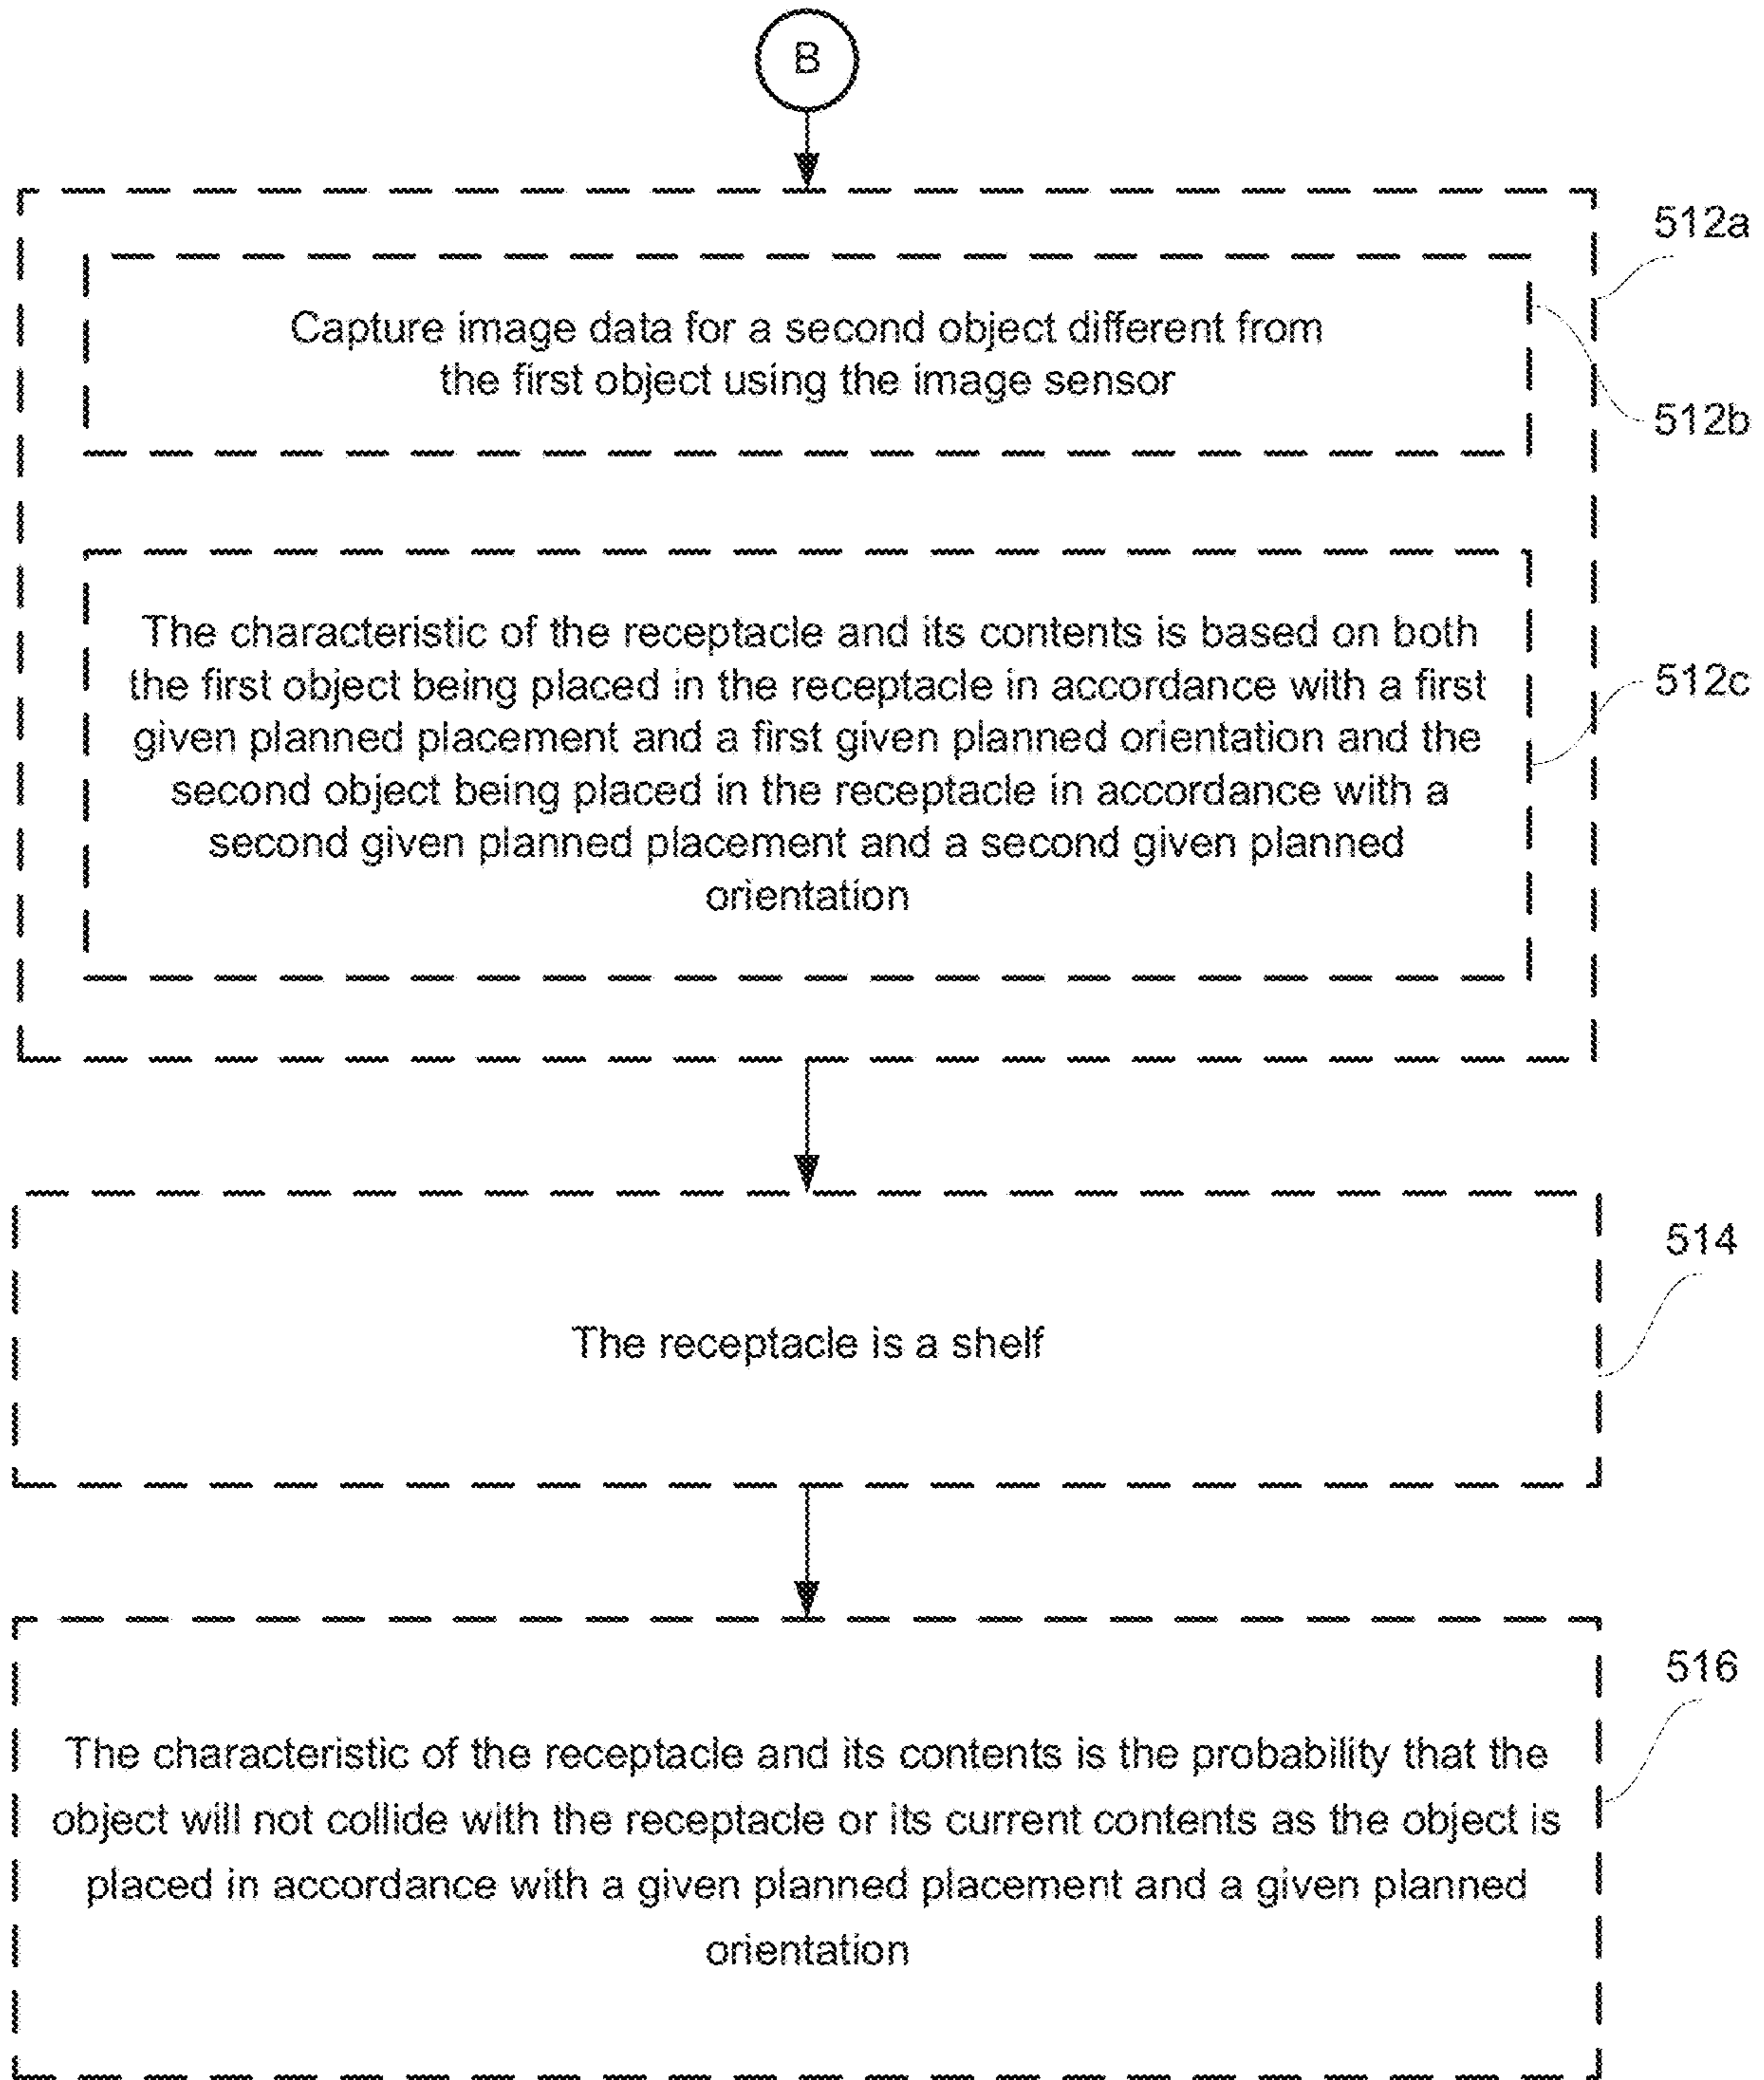 B
512a
Capture image data for a second object different from
the first object using the image sensor
512b
The characteristic of the receptacle and its contents is based on both
the first object being placed in the receptacle in accordance with a first
given planned placement and a first given planned orientation and the
second object being placed in the receptacle in accordance with a
second given planned placement and a second given planned
orientation
512c
The receptacle is a shelf
514
The characteristic of the receptacle and its contents is the probability that the
object will not collide with the receptacle or its current contents as the object is
placed in accordance with a given planned placement and a given planned
orientation
516